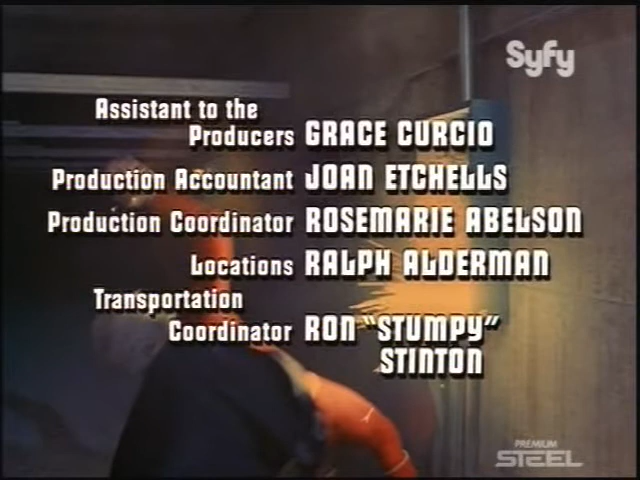 Syfy
Assistant to the
Producers GRACE CURCIO
Production Accountant JOAN ETCHELLS
Production Coordinator ROSEMARIE ABELSON
Locations RALPH ALDERMAN
Transportation
Coordinator RON "STUMPY"
STINTON
PREMIUM
STEEL